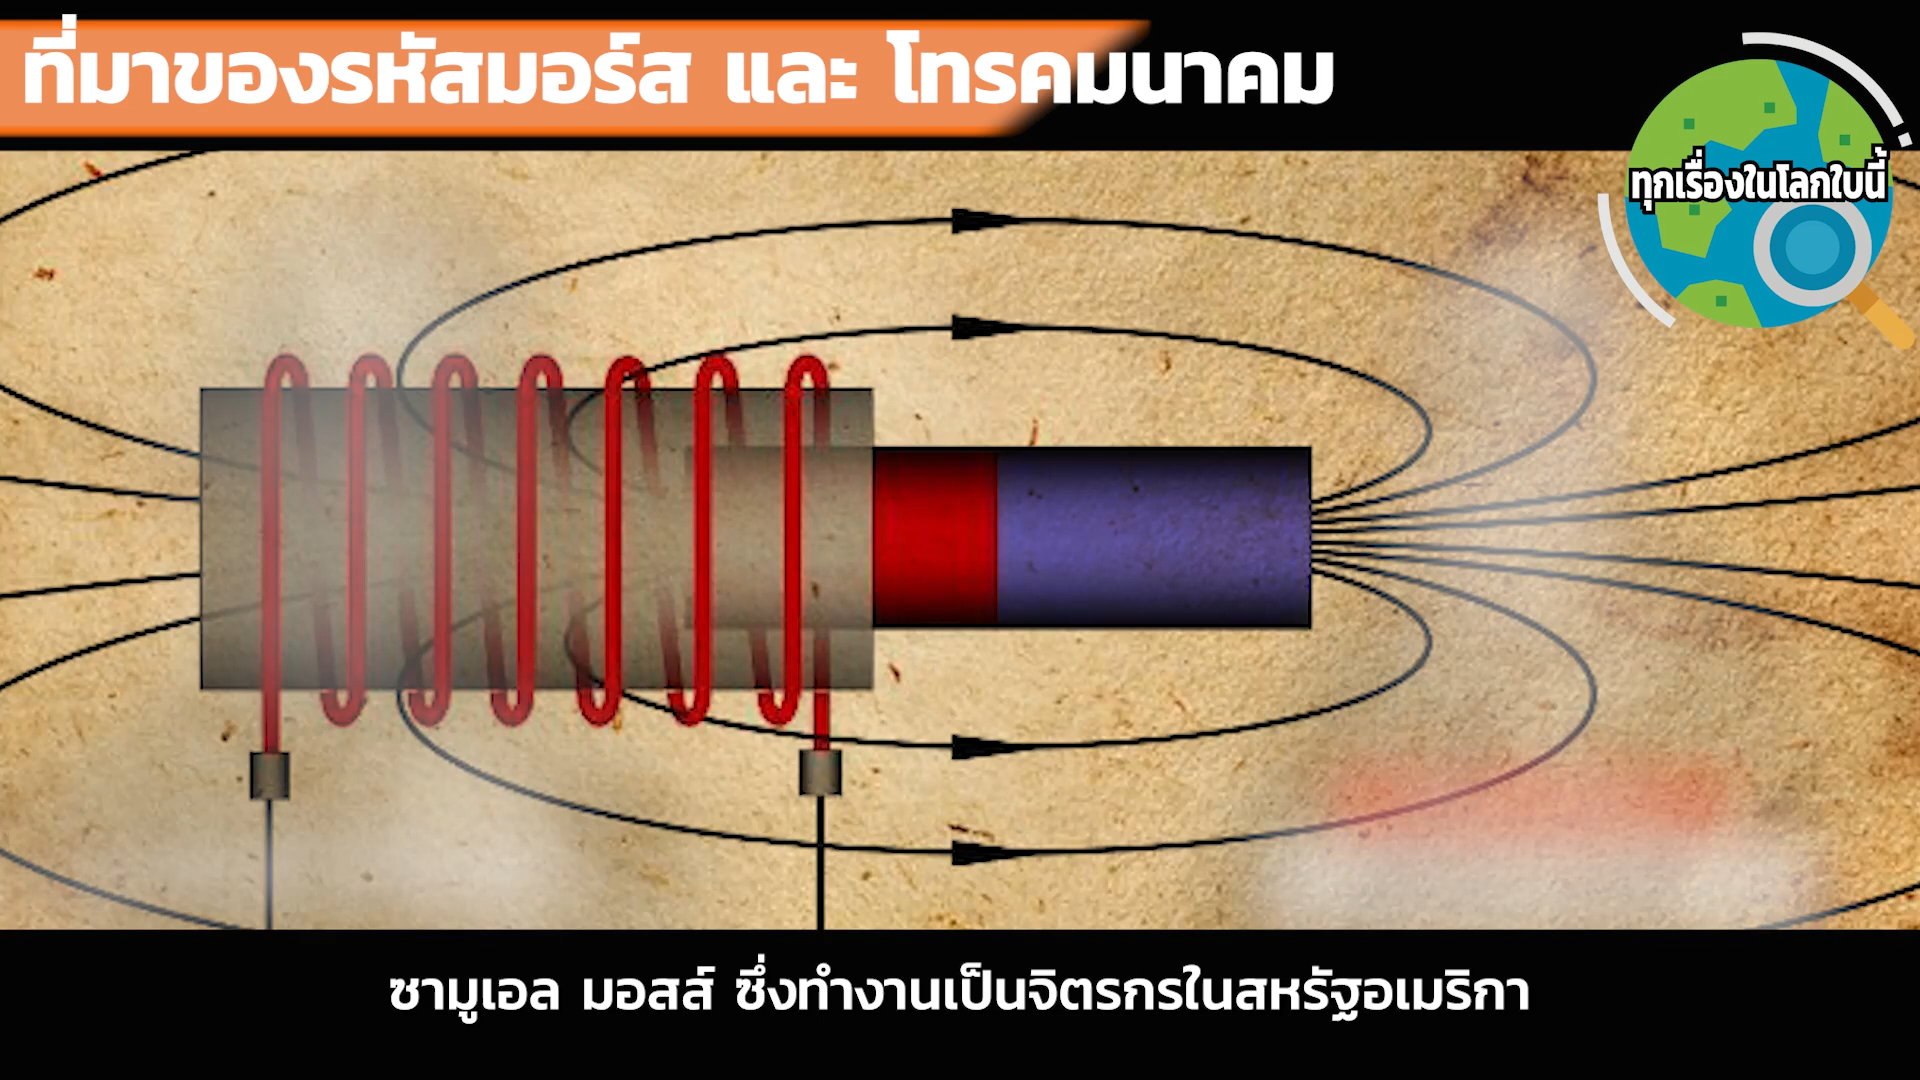 ที่มาของรหัสมอร์ส และ โทรคมนาคม
ทุกเรื่องในโลกใบนี้
ซามูเอล มอสส์ ซึ่งทำงานเป็นจิตรกรในสหรัฐอเมริกา